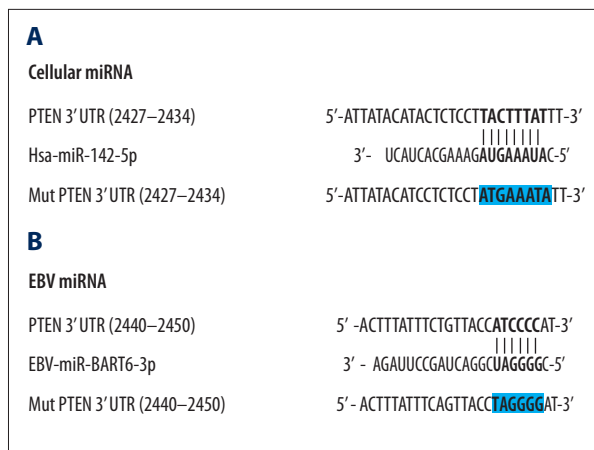 A
Cellular miRNA
PTEN 3′ UTR (2427–2434) 5′-ATTATACATACTCTCCTTACTTTATTT-3′
||||||||
Hsa-miR-142-5p 3′- UCAUCACGAAAGAUGAAAUAC-5′
Mut PTEN 3′ UTR (2427–2434) 5′-ATTATACATCCTCTCCTATGAAATATT-3′
B
EBV miRNA
PTEN 3′ UTR (2440–2450) 5′ -ACTTTATTTCTGTTACCATCCCCAT-3′
||||||
EBV-miR-BART6-3p 3′ - AGAUUCCGAUCAGGCUAGGGGC-5′
Mut PTEN 3′ UTR (2440–2450) 5′- ACTTTATTTCAGTTACCTAGGGGAT-3′